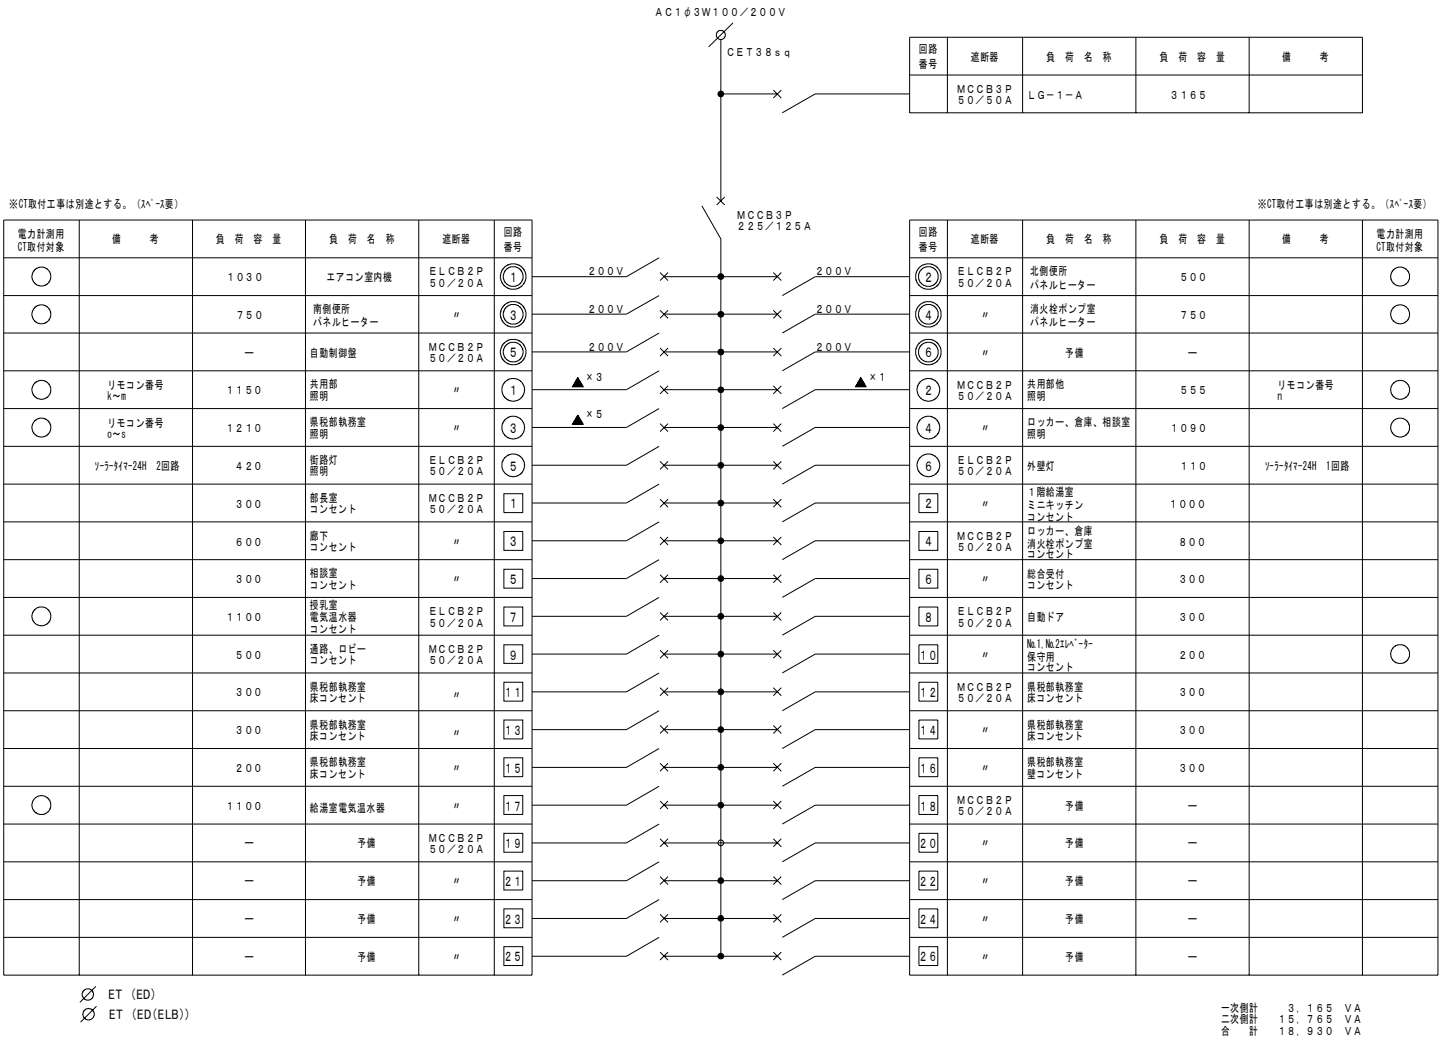 AC1φ3W100/200V
CET38sq
回路番号 遮断器 負荷名称 負荷容量 備考
MCCB3P 50/50A LG-1-A 3165
※CT取付工事は別途とする。(スペース要)
MCCB3P
225/125A
※CT取付工事は別途とする。(スペース要)
電力計測用CT取付対象 備考 負荷容量 負荷名称 遮断器 回路番号
回路番号 遮断器 負荷名称 負荷容量 備考 電力計測用CT取付対象
○ 1030 エアコン室内機 ELCB2P 50/20A 1 200V
200V 2 ELCB2P 50/20A 北側便所 パネルヒーター 500 ○
○ 750 南側便所 パネルヒーター 〃 3 200V
200V 4 〃 消火栓ポンプ室 パネルヒーター 750 ○
— 自動制御盤 MCCB2P 50/20A 5 200V
200V 6 〃 予備 —
○ リモコン番号 k~m 1150 共用部 照明 〃 1 ▲×3
▲×1 2 MCCB2P 50/20A 共用部他 照明 555 リモコン番号 n ○
○ リモコン番号 o~s 1210 県税部執務室 照明 〃 3 ▲×5
4 〃 ロッカー、倉庫、相談室 照明 1090 ○
ソーラータイマー24H 2回路 420 街路灯 照明 ELCB2P 50/20A 5
6 ELCB2P 50/20A 外壁灯 110 ソーラータイマー24H 1回路
300 部長室 コンセント MCCB2P 50/20A 1
2 〃 1階給湯室 ミニキッチン コンセント 1000
600 廊下 コンセント 〃 3
4 MCCB2P 50/20A ロッカー、倉庫 消火栓ポンプ室 コンセント 800
300 相談室 コンセント 〃 5
6 〃 総合受付 コンセント 300
○ 1100 授乳室 電気温水器 コンセント ELCB2P 50/20A 7
8 ELCB2P 50/20A 自動ドア 300
500 通路、ロビー コンセント MCCB2P 50/20A 9
10 〃 №1,№2エレベーター 保守用 コンセント 200 ○
300 県税部執務室 床コンセント 〃 11
12 MCCB2P 50/20A 県税部執務室 床コンセント 300
300 県税部執務室 床コンセント 〃 13
14 〃 県税部執務室 床コンセント 300
200 県税部執務室 床コンセント 〃 15
16 〃 県税部執務室 壁コンセント 300
○ 1100 給湯室電気温水器 〃 17
18 MCCB2P 50/20A 予備 —
— 予備 MCCB2P 50/20A 19
20 〃 予備 —
— 予備 〃 21
22 〃 予備 —
— 予備 〃 23
24 〃 予備 —
— 予備 〃 25
26 〃 予備 —
ET (ED)
ET (ED(ELB))
一次側計 3,165 VA
二次側計 15,765 VA
合計 18,930 VA